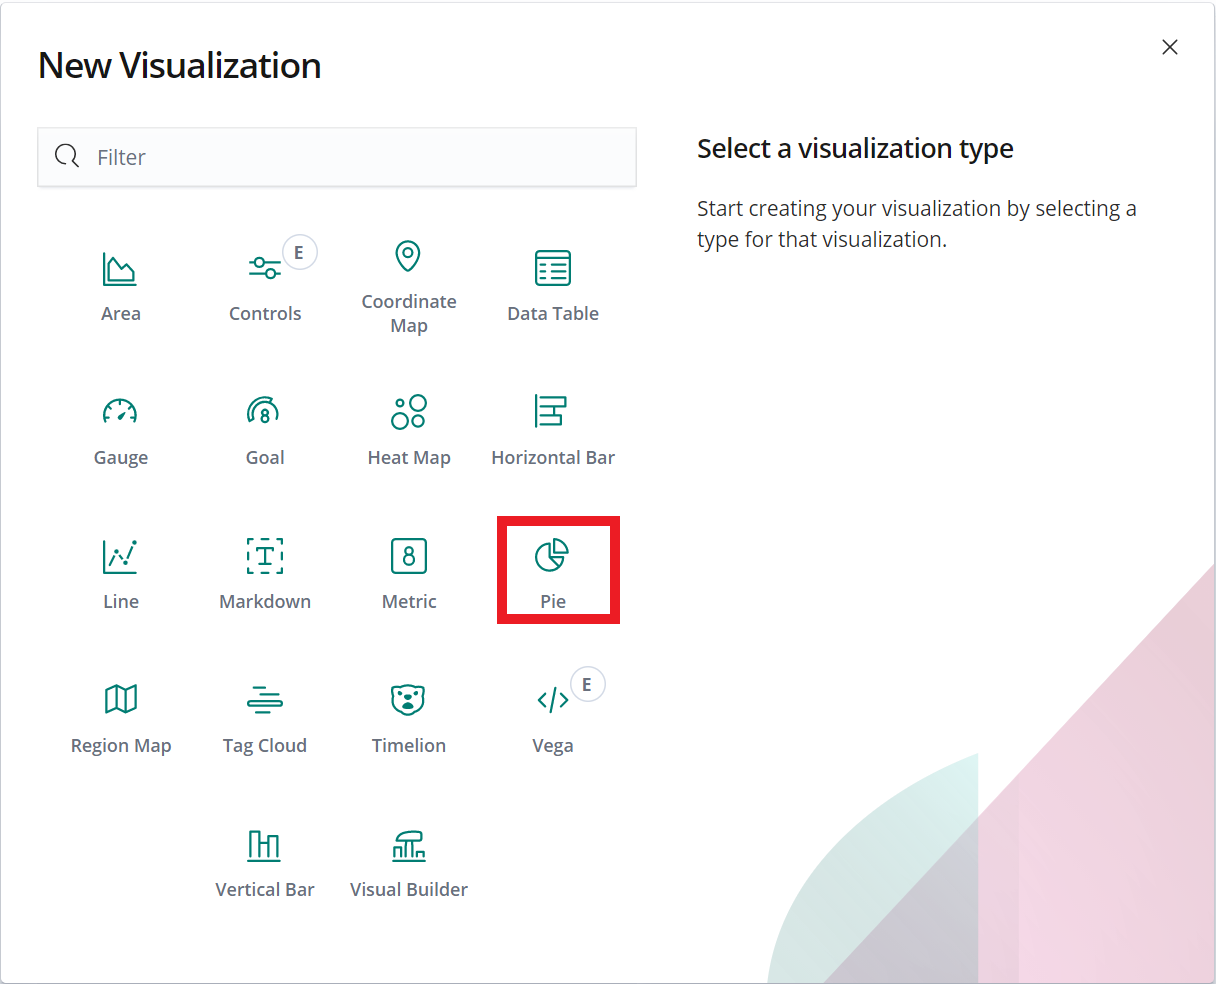 New Visualization
Filter
Select a visualization type
Start creating your visualization by selecting a
type for that visualization.
E
Area
Controls
Coordinate
Map
Data Table
8
Gauge
Goal
Heat Map
Horizontal Bar
T
8
Line
Markdown
Metric
Pie
E
Region Map
Tag Cloud
Timelion
Vega
Vertical Bar
Visual Builder